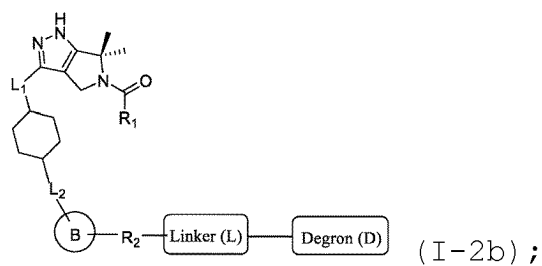 H
N
N
N
O
L₁
R₁
L₂
B
R₂
Linker (L)
Degron (D)
(I-2b);